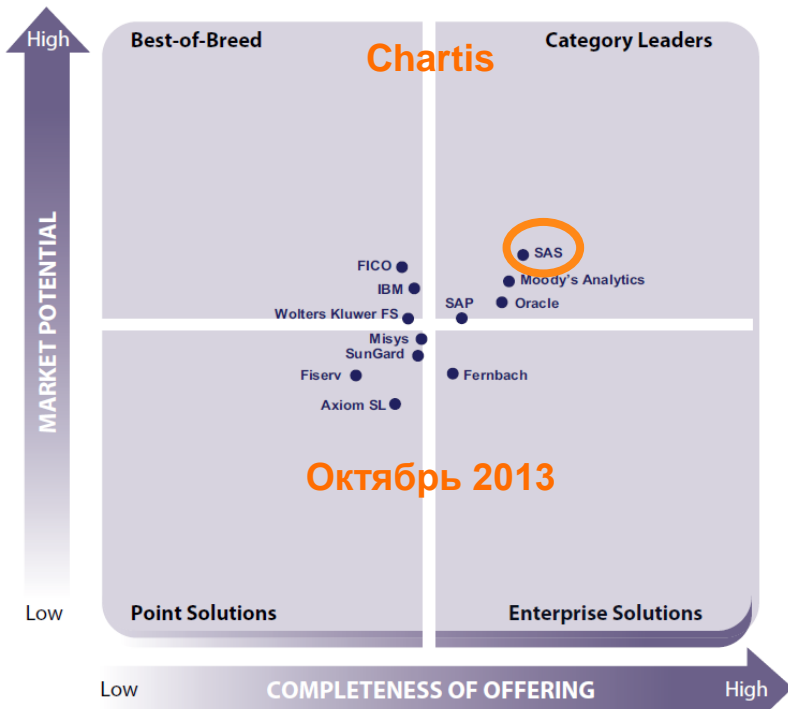 High
Best-of-Breed
Category Leaders
Chartis
MARKET POTENTIAL
SAS
FICO
Moody's Analytics
IBM
SAP
Oracle
Wolters Kluwer FS
Misys
SunGard
Fiserv
Fernbach
Axiom SL
Октябрь 2013
Low
Point Solutions
Enterprise Solutions
Low
COMPLETENESS OF OFFERING
High